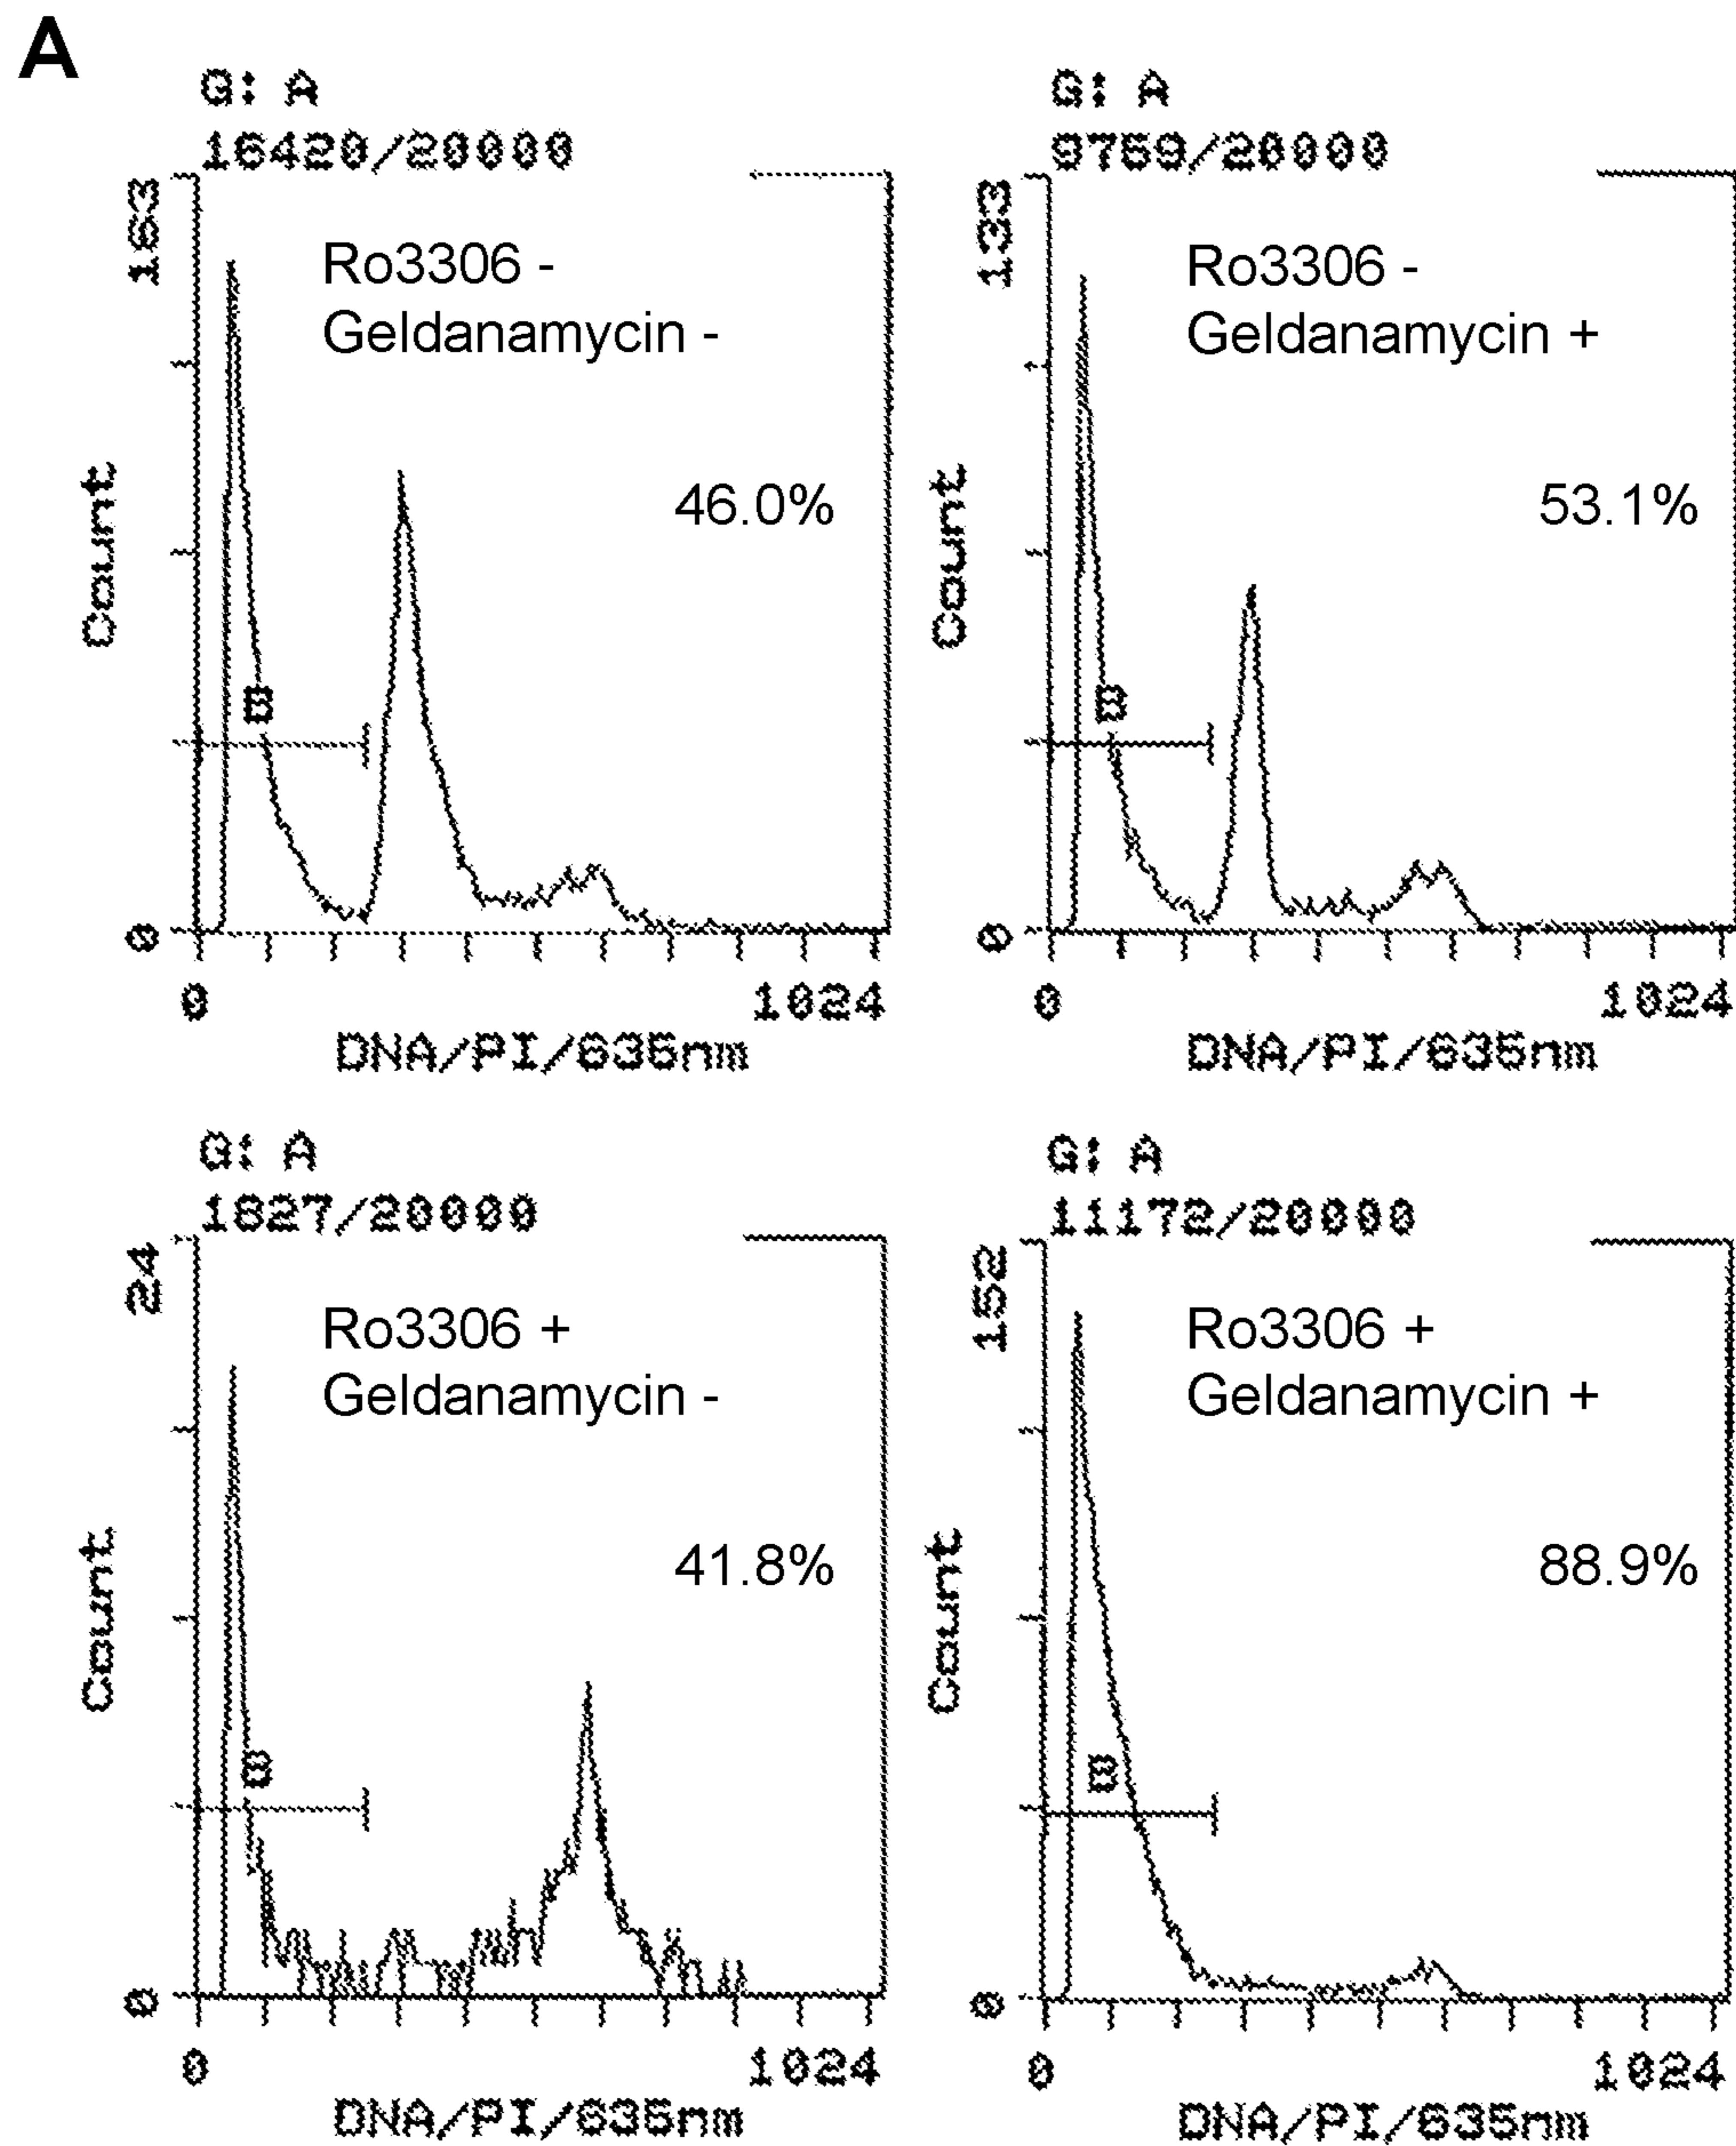 A
G: A
16420/20000
163
Ro3306 -
Geldanamycin -
46.0%
Count
B
0
0
1024
DNA/PI/635nm
G: A
9769/20000
133
Ro3306 -
Geldanamycin +
53.1%
Count
B
0
0
1024
DNA/PI/635nm
G: A
1827/20000
24
Ro3306 +
Geldanamycin -
41.8%
Count
B
0
0
1024
DNA/PI/635nm
G: A
11172/20000
152
Ro3306 +
Geldanamycin +
88.9%
Count
B
0
0
1024
DNA/PI/635nm